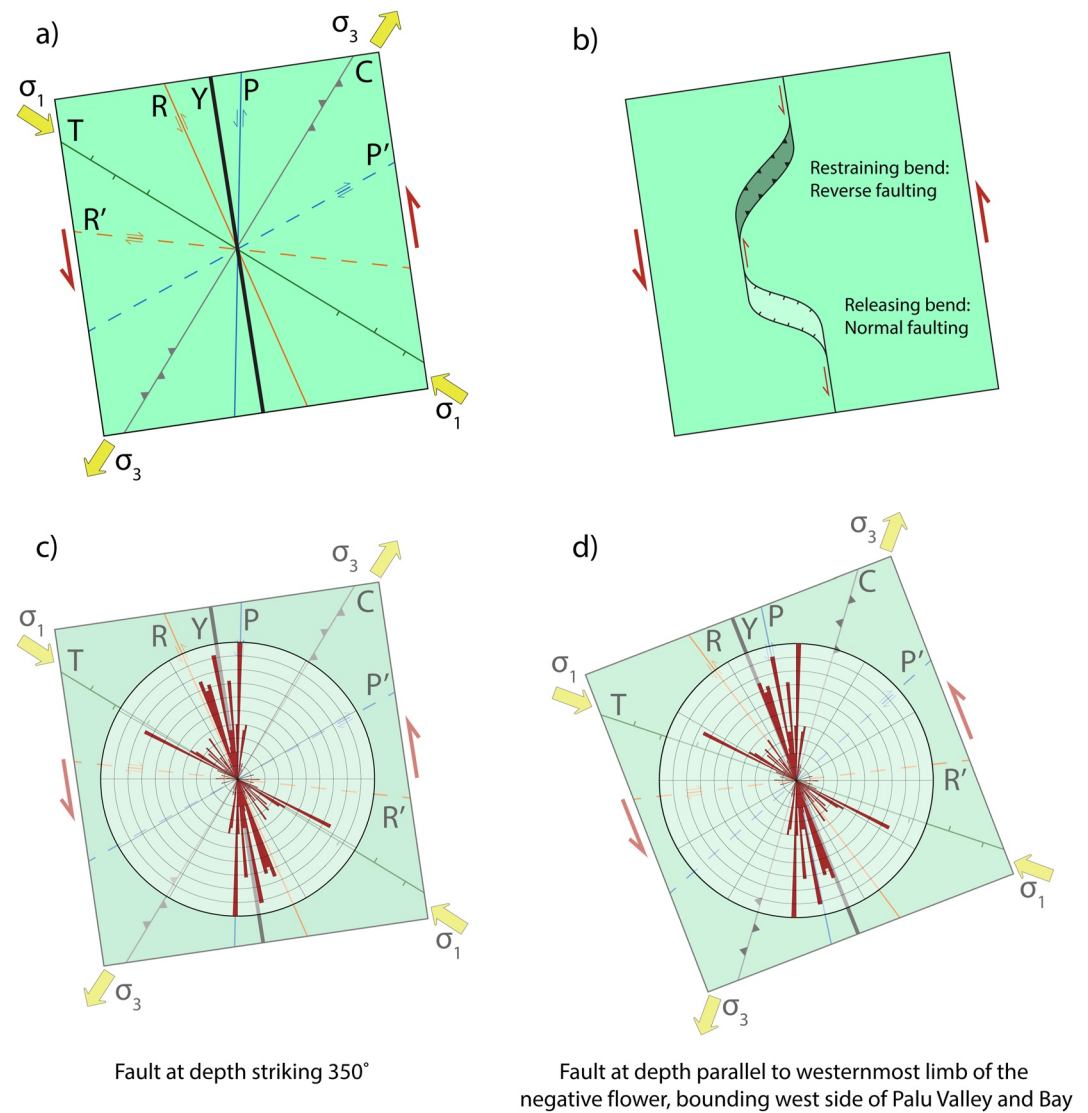 a)
σ3
σ1
T
R
Y
P
C
P′
R′
σ1
σ3
b)
Restraining bend:
Reverse faulting
Releasing bend:
Normal faulting
c)
σ3
σ1
T
R
Y
P
C
P′
R′
σ1
σ3
Fault at depth striking 350˚
d)
σ3
σ1
T
R
Y
P
C
P′
R′
σ1
σ3
Fault at depth parallel to westernmost limb of the
negative flower, bounding west side of Palu Valley and Bay